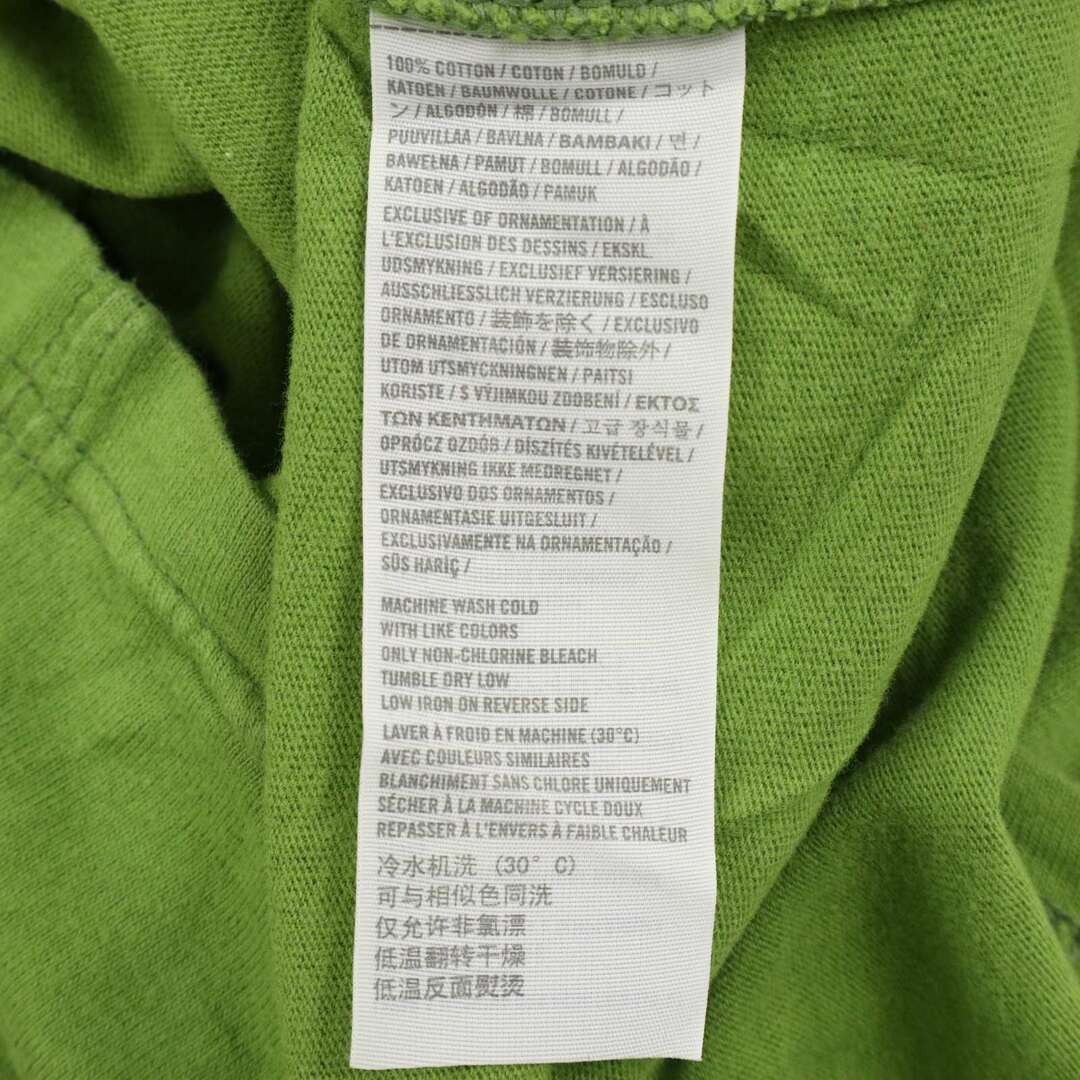 100% COTTON / COTON / BOMULD /
KATOEN / BAUMWOLLE / COTONE / コット
ン / ALGODÓN / 棉 / BOMULL /
PUUVILLAA / BAVLNA / BAMBAKI / 면 /
BAWEŁNA / PAMUT / BOMULL / ALGODÃO /
KATOEN / ALGODÃO / PAMUK
EXCLUSIVE OF ORNAMENTATION / À
L'EXCLUSION DES DESSINS / EKSKL.
UDSMYKNING / EXCLUSIEF VERSIERING /
AUSSCHLIESSLICH VERZIERUNG / ESCLUSO
ORNAMENTO / 装飾を除く / EXCLUSIVO
DE ORNAMENTACIÓN / 装饰物除外 /
UTOM UTSMYCKNINGNEN / PAITSI
KORISTE / S VÝJIMKOU ZDOBENÍ / ΕΚΤΟΣ
ΤΩΝ ΚΕΝΤΗΜΑΤΩΝ / 고급 장식물 /
OPRÓCZ OZDÓB / DÍSZÍTÉS KIVÉTELÉVEL /
UTSMYKNING IKKE MEDREGNET /
EXCLUSIVO DOS ORNAMENTOS /
ORNAMENTASIE UITGESLUIT /
EXCLUSIVAMENTE NA ORNAMENTAÇÃO /
SÜS HARİÇ /
MACHINE WASH COLD
WITH LIKE COLORS
ONLY NON-CHLORINE BLEACH
TUMBLE DRY LOW
LOW IRON ON REVERSE SIDE
LAVER À FROID EN MACHINE (30°C)
AVEC COULEURS SIMILAIRES
BLANCHIMENT SANS CHLORE UNIQUEMENT
SÉCHER À LA MACHINE CYCLE DOUX
REPASSER À L'ENVERS À FAIBLE CHALEUR
冷水机洗 (30° C)
可与相似色同洗
仅允许非氯漂
低温翻转干燥
低温反面熨烫